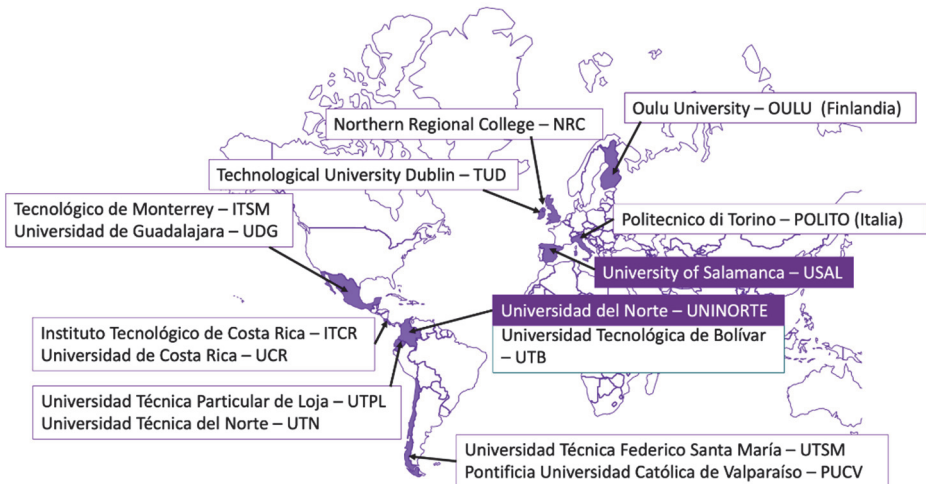 Oulu University – OULU (Finlandia)
Northern Regional College – NRC
Technological University Dublin – TUD
Tecnológico de Monterrey – ITSM
Universidad de Guadalajara – UDG
Politecnico di Torino – POLITO (Italia)
University of Salamanca – USAL
Universidad del Norte – UNINORTE
Universidad Tecnológica de Bolívar –
UTB
Instituto Tecnológico de Costa Rica – ITCR
Universidad de Costa Rica – UCR
Universidad Técnica Particular de Loja – UTPL
Universidad Técnica del Norte – UTN
Universidad Técnica Federico Santa María – UTSM
Pontificia Universidad Católica de Valparaíso – PUCV